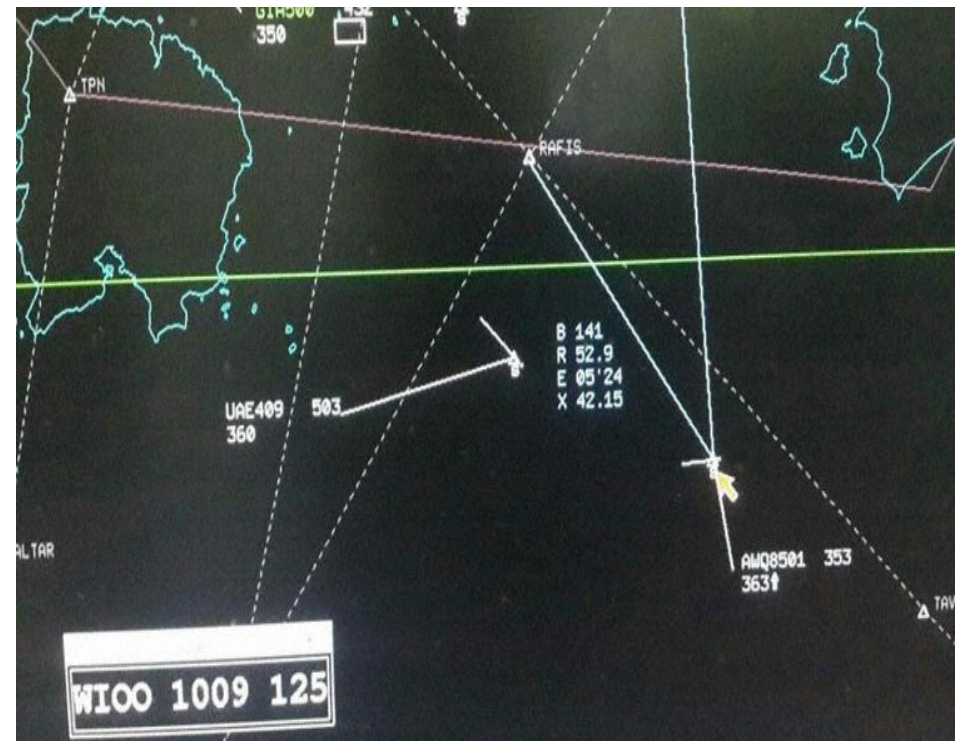 GIA500 432
350
TPN
RAFIS
B 141
R 52.9
E 05'24
X 42.15
UAE409 503
360
ALTAR
AWQ8501 353
363⬆
TAV
WIOO 1009 125